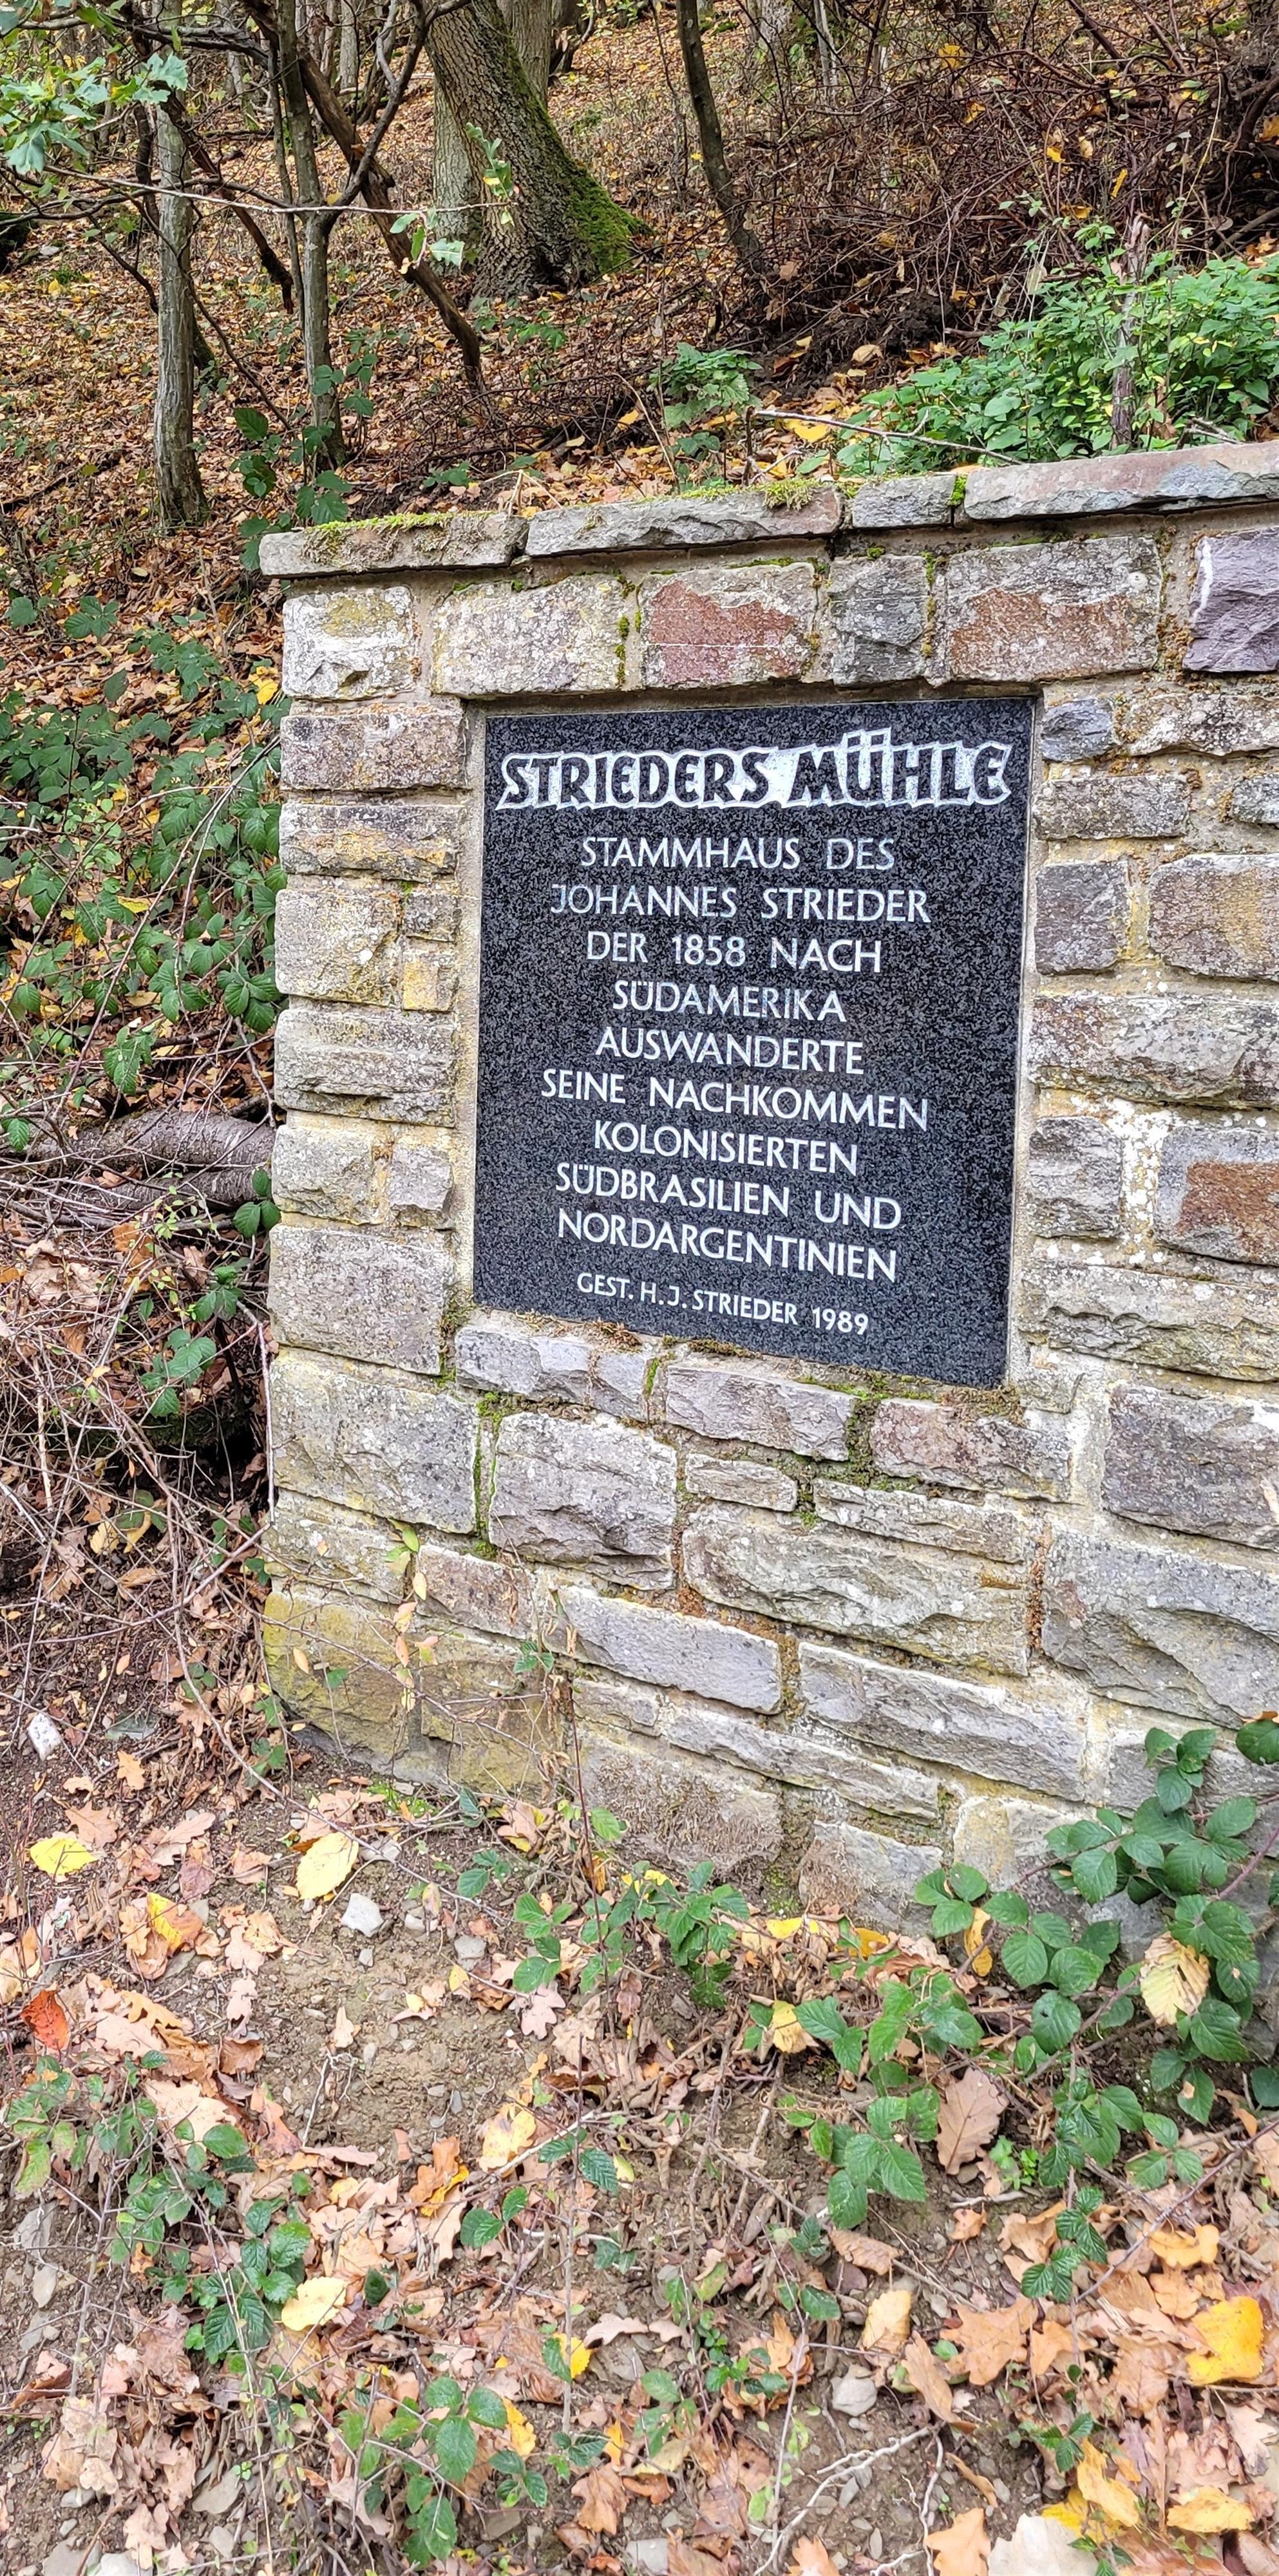 STRIEDERS MÜHLE
STAMMHAUS DES
JOHANNES STRIEDER
DER 1858 NACH
SÜDAMERIKA
AUSWANDERTE
SEINE NACHKOMMEN
KOLONISIERTEN
SÜDBRASILIEN UND
NORDARGENTINIEN
GEST. H. J. STRIEDER 1989